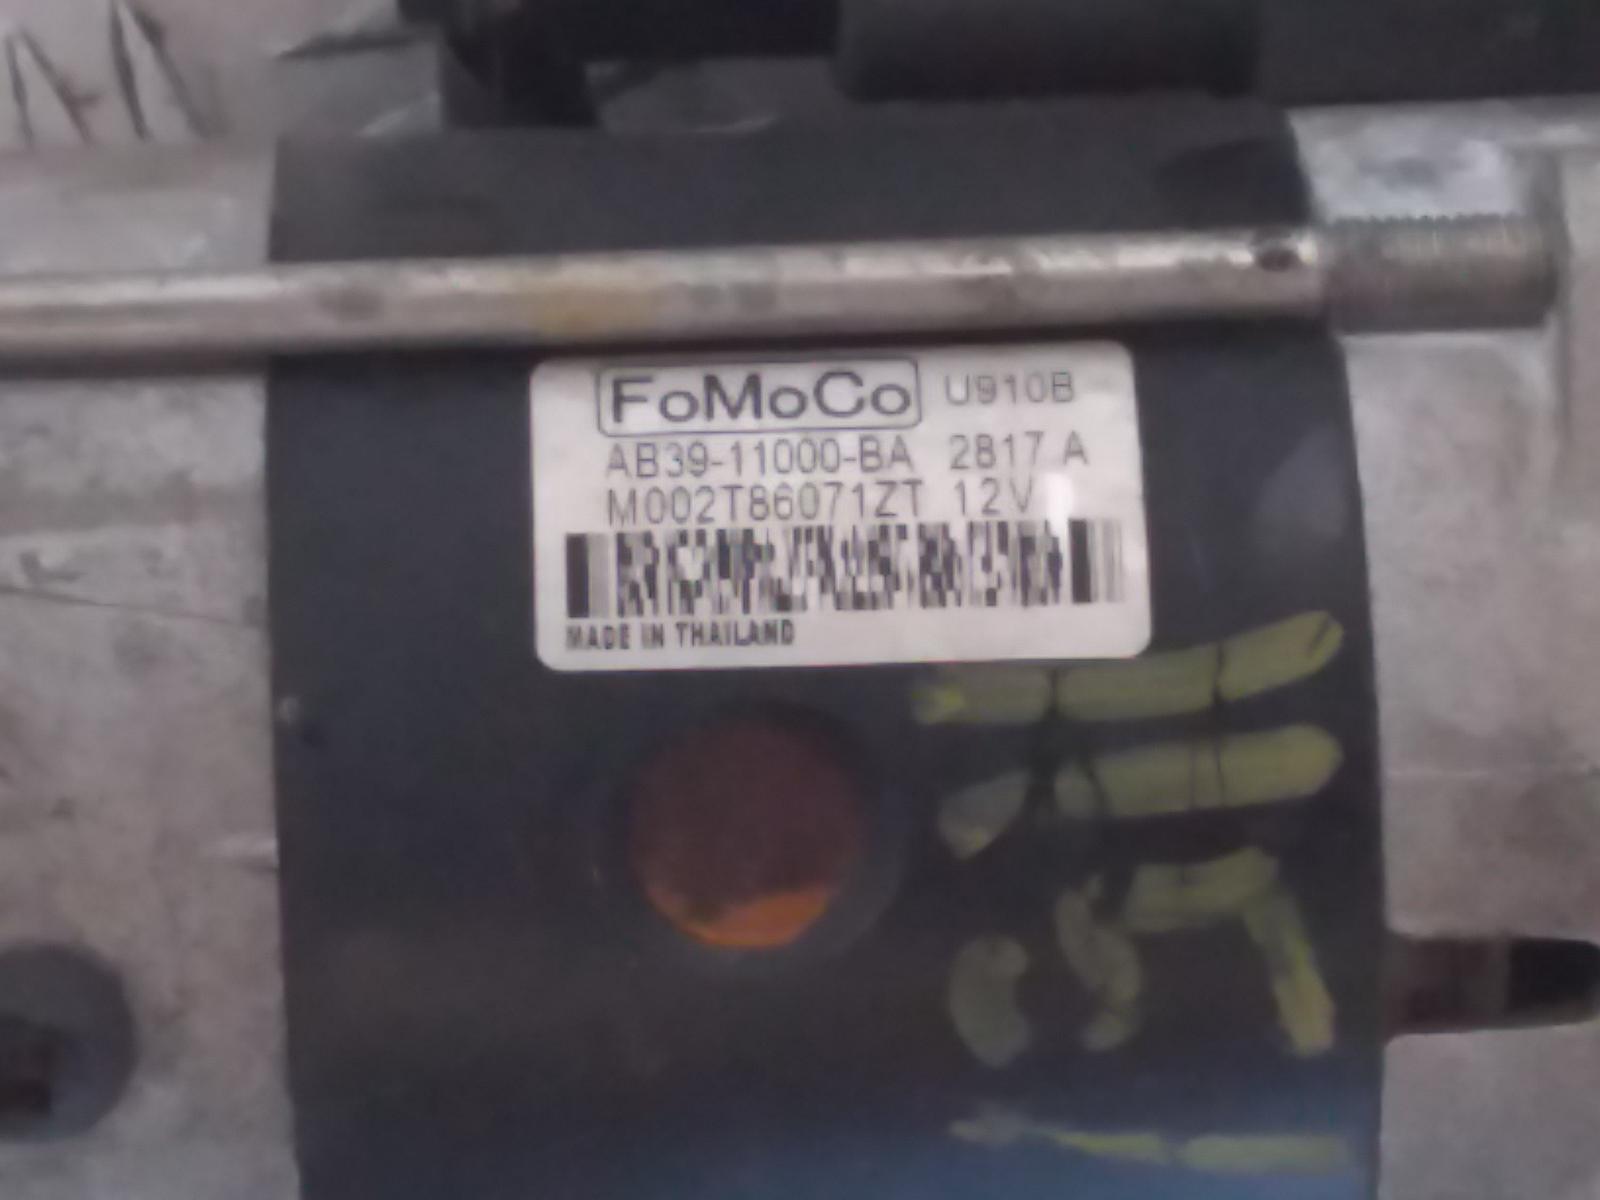 FoMoCo U910B
AB39-11000-BA 2817 A
M002T86071ZT 12V
MADE IN THAILAND